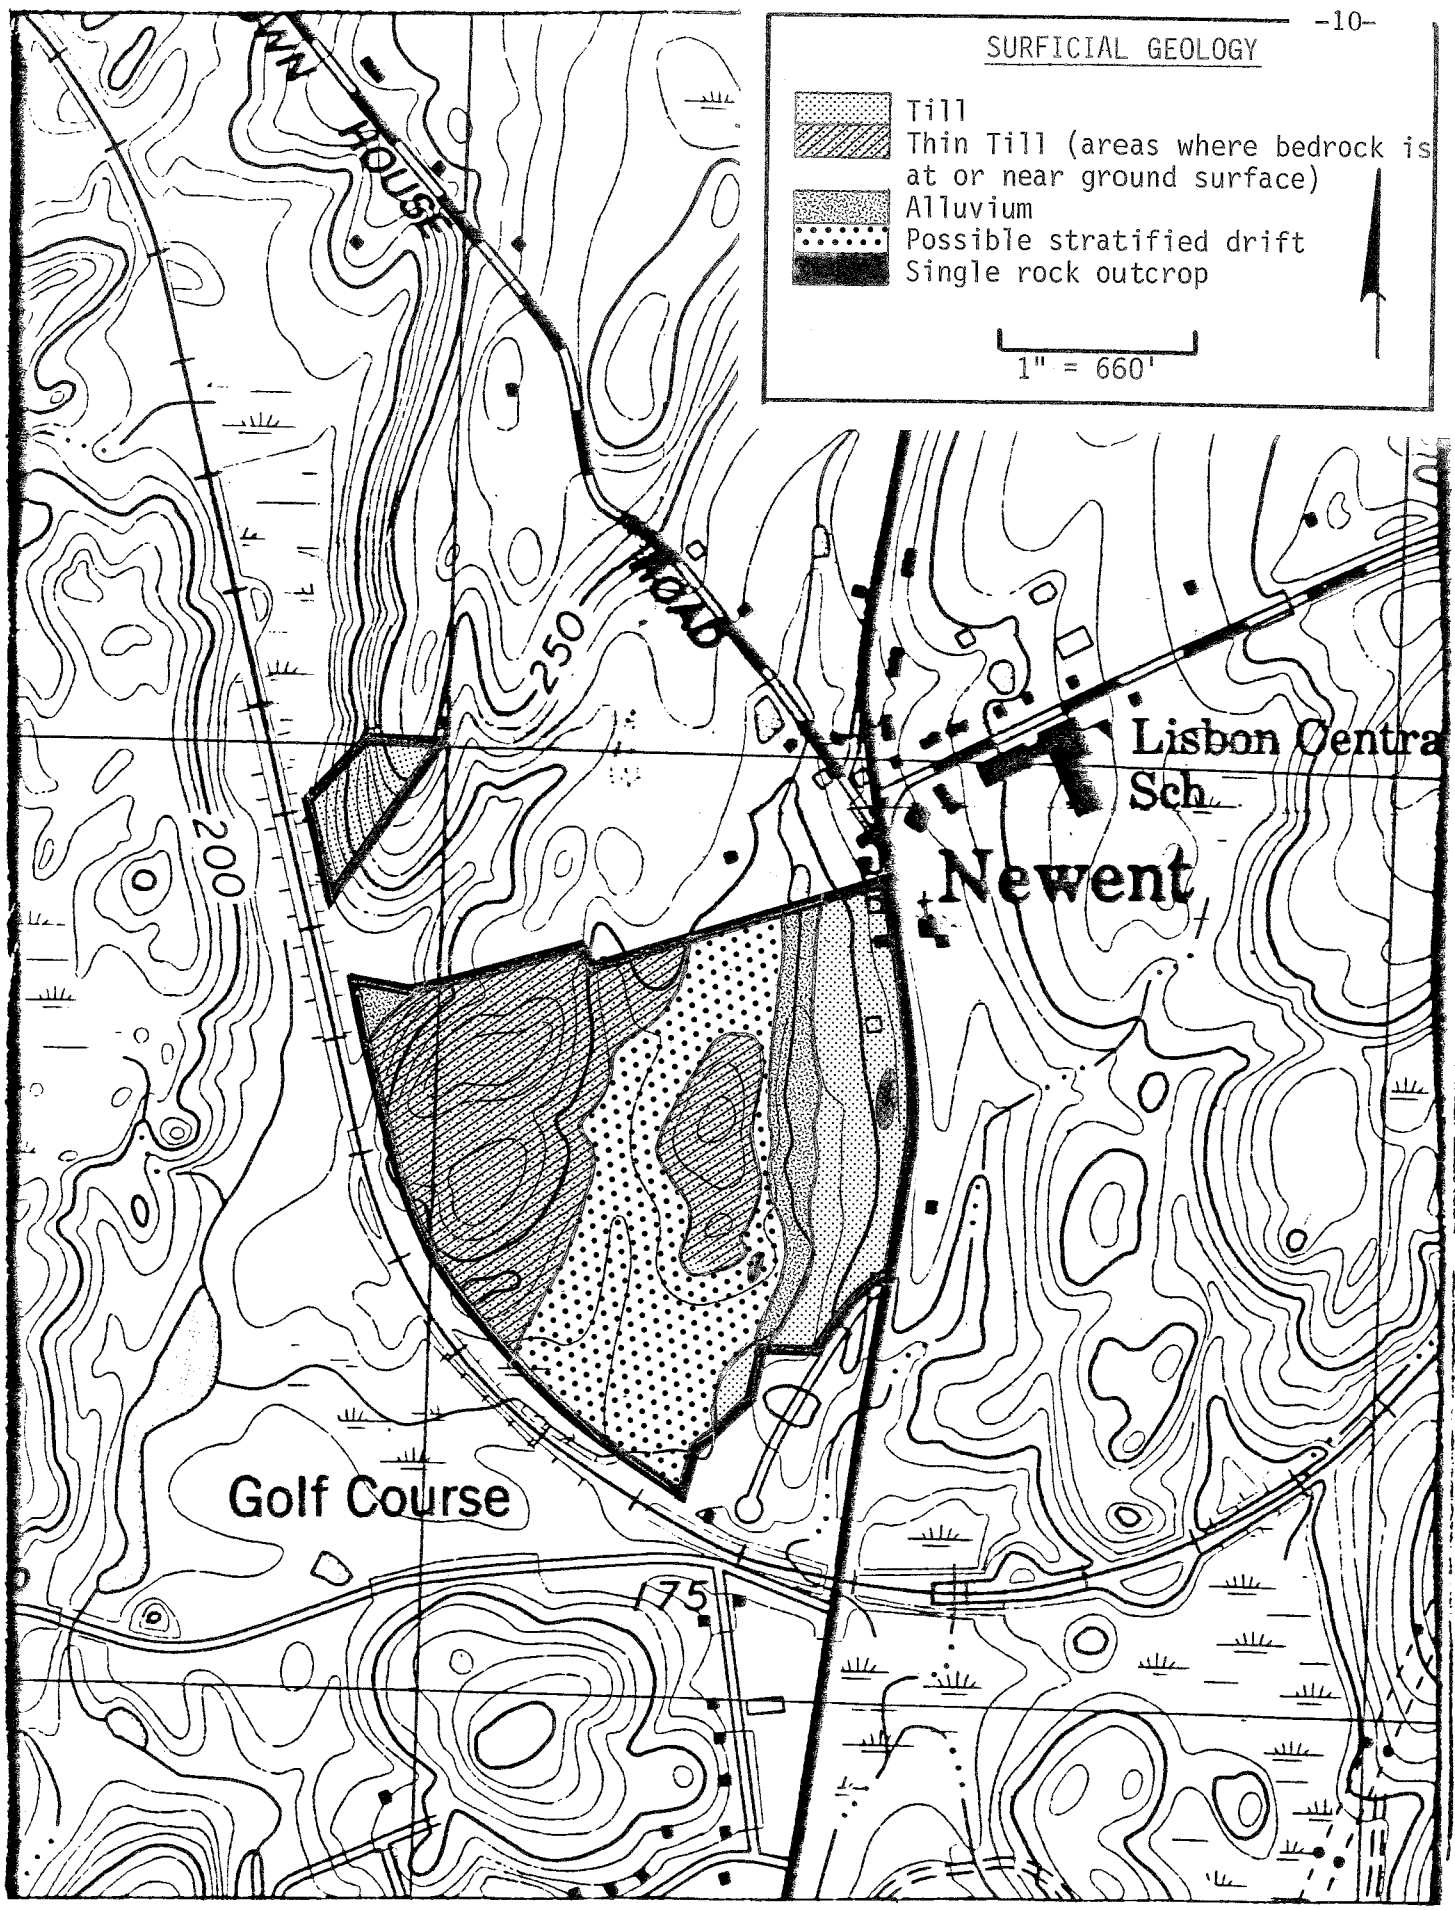 -10-
SURFICIAL GEOLOGY
Till
Thin Till (areas where bedrock is
at or near ground surface)
Alluvium
Possible stratified drift
Single rock outcrop
1" = 660'
HOUSE
ROAD
250
Lisbon Centra
Sch
200
Newent
Golf Course
175